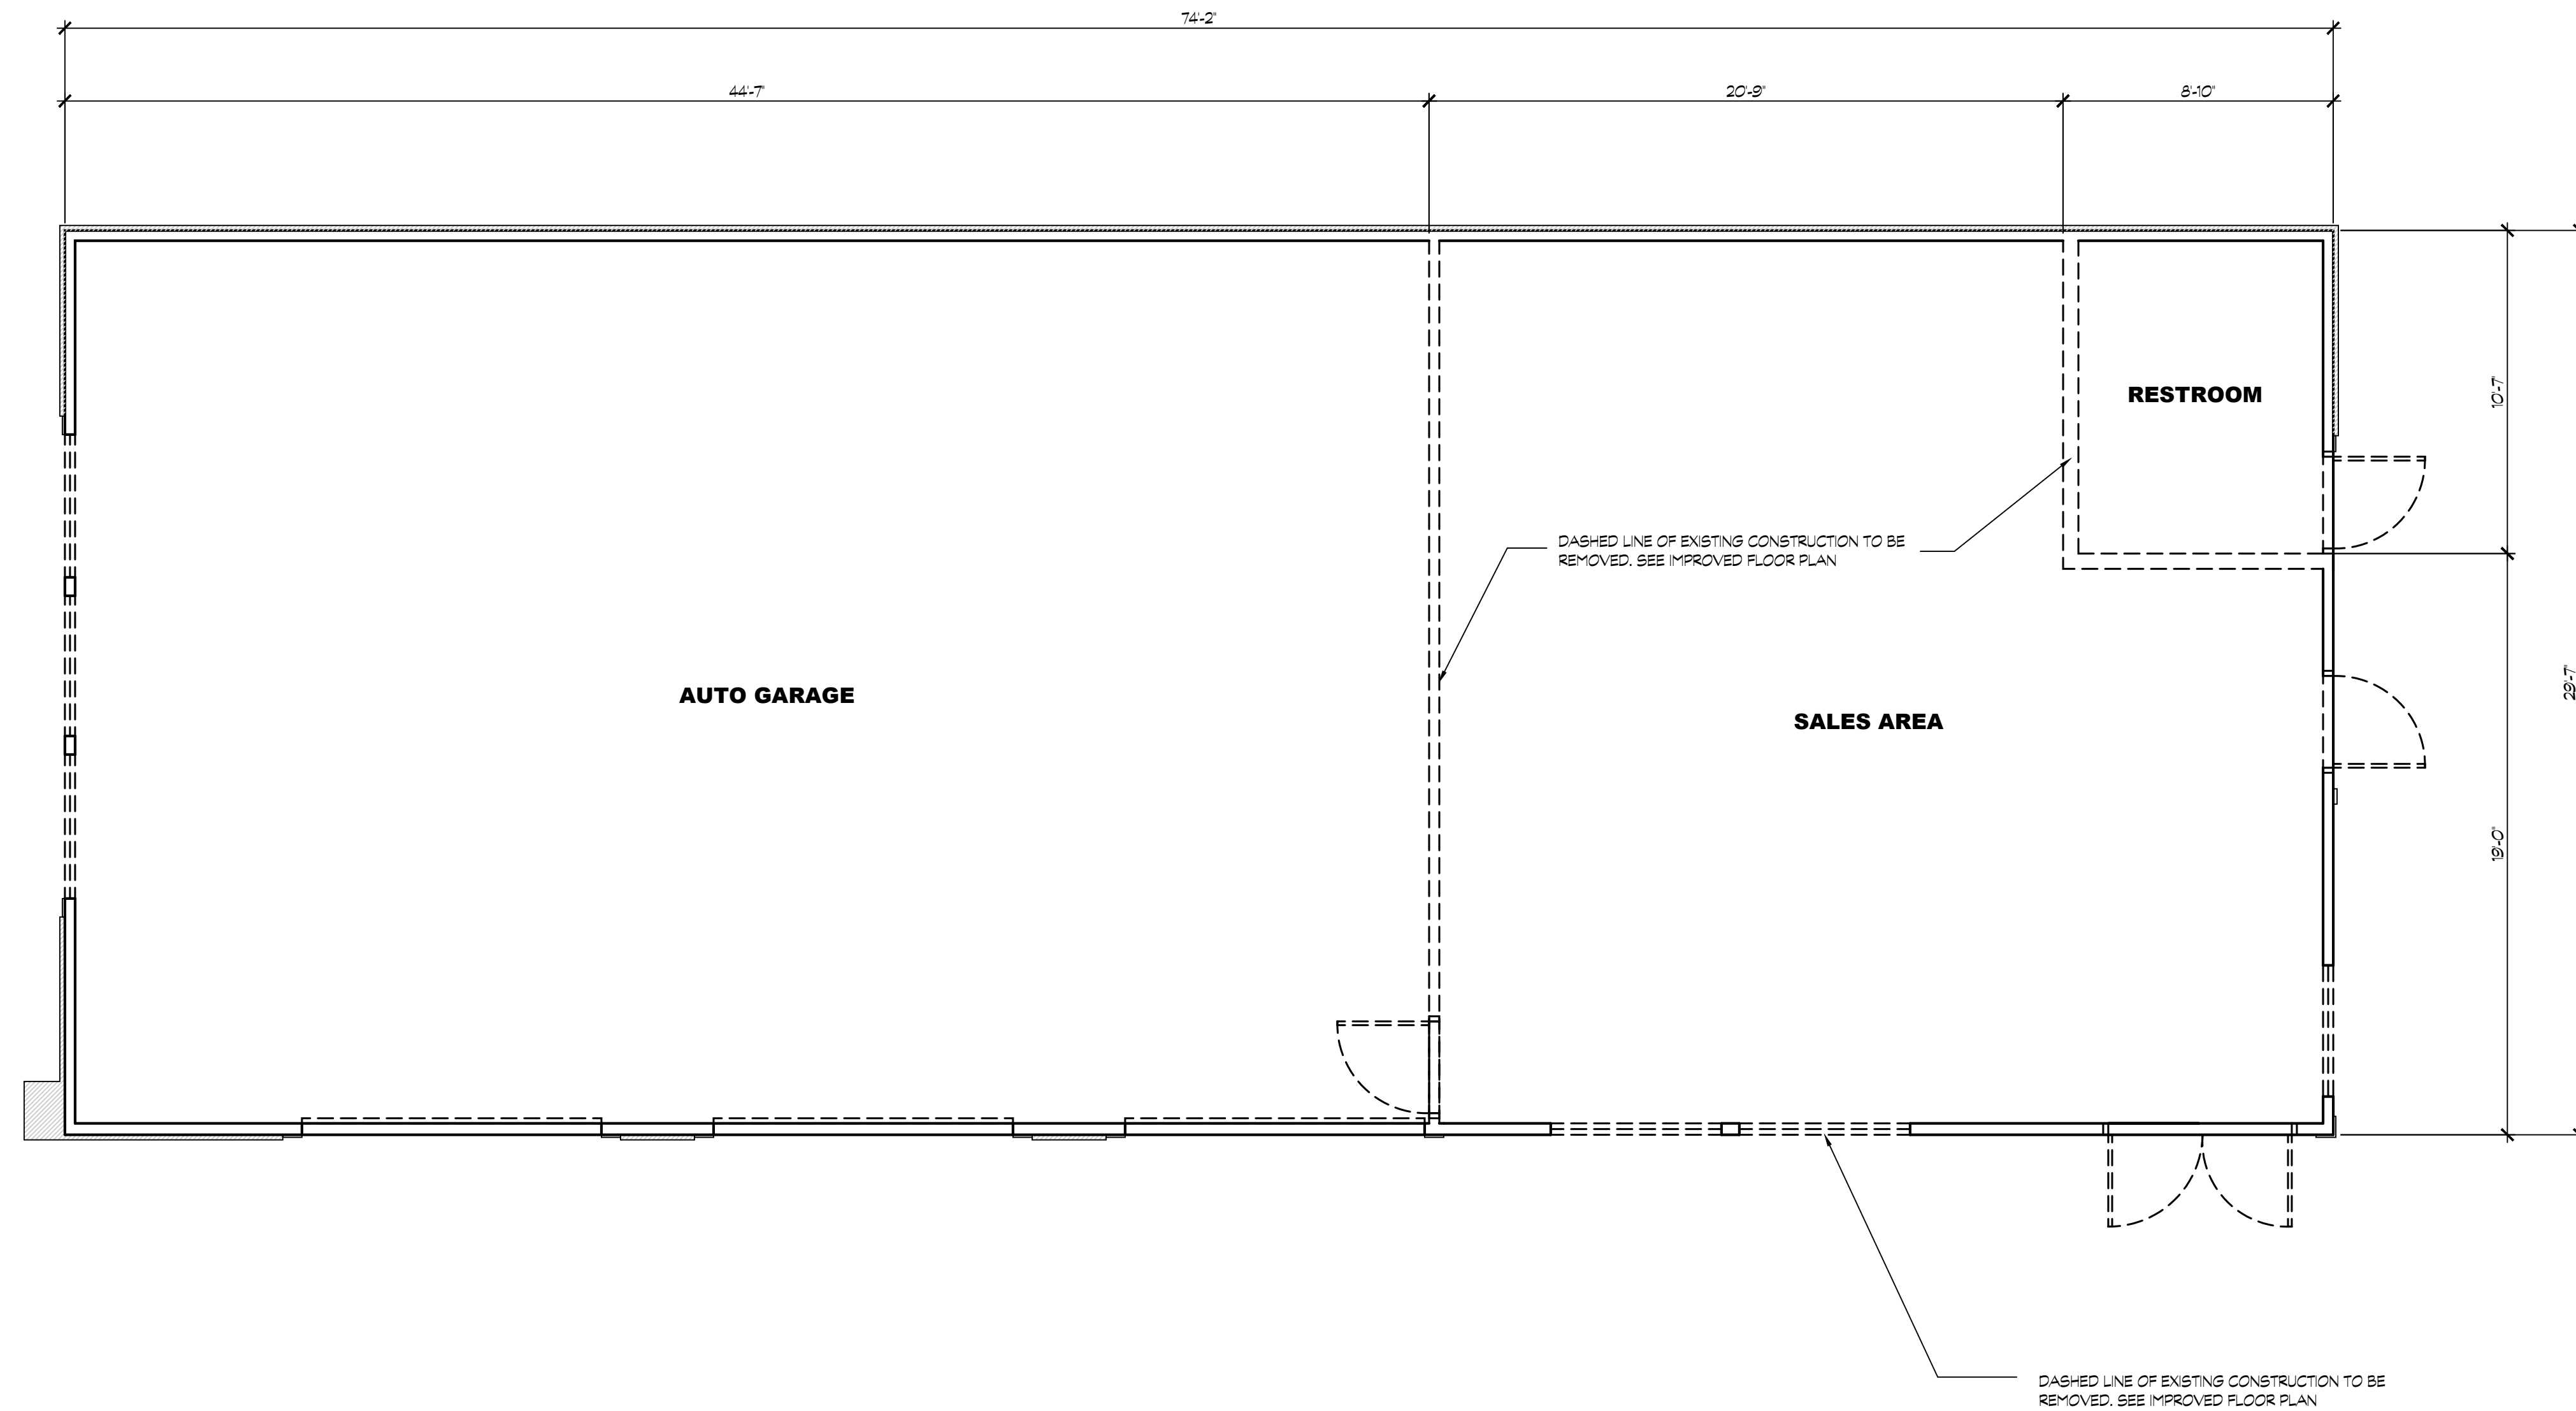 74'-2"
44'-7"
20'-9"
8'-10"
RESTROOM
10'-7"
DASHED LINE OF EXISTING CONSTRUCTION TO BE
REMOVED. SEE IMPROVED FLOOR PLAN
AUTO GARAGE
SALES AREA
29'-7"
19'-0"
DASHED LINE OF EXISTING CONSTRUCTION TO BE
REMOVED. SEE IMPROVED FLOOR PLAN